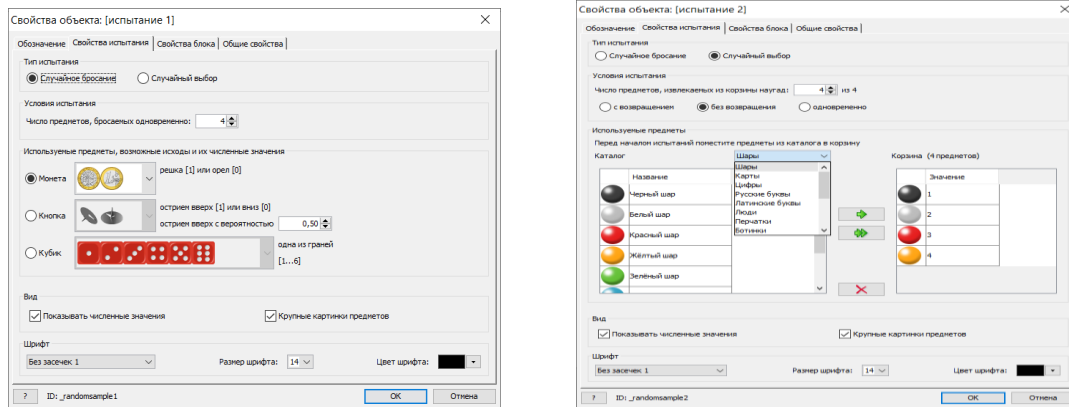 Свойства объекта: [испытание 1]
Обозначение Свойства испытания Свойства блока Общие свойства
Тип испытания
Случайное бросание Случайный выбор
Условия испытания
Число предметов, бросаемых одновременно: 4
Используемые предметы, возможные исходы и их численные значения
Монета решка [1] или орел [0]
Кнопка острием вверх [1] или вниз [0]
острием вверх с вероятностью 0,50
Кубик одна из граней
[1...6]
Вид
Показывать численные значения Крупные картинки предметов
Шрифт
Без засечек 1 Размер шрифта: 14 Цвет шрифта:
? ID: _randomsample1 OK Отмена
Свойства объекта: [испытание 2]
Обозначение Свойства испытания Свойства блока Общие свойства
Тип испытания
Случайное бросание Случайный выбор
Условия испытания
Число предметов, извлекаемых из корзины наугад: 4 из 4
с возвращением без возвращения одновременно
Используемые предметы
Перед началом испытаний поместите предметы из каталога в корзину
Каталог Шары Корзина (4 предметов)
Название Значение
Шары
Карты
Цифры
Русские буквы
Латинские буквы
Люди
Перчатки
Ботинки
Черный шар 1
Белый шар 2
Красный шар 3
Жёлтый шар 4
Зелёный шар
Вид
Показывать численные значения Крупные картинки предметов
Шрифт
Без засечек 1 Размер шрифта: 14 Цвет шрифта:
? ID: _randomsample2 OK Отмена